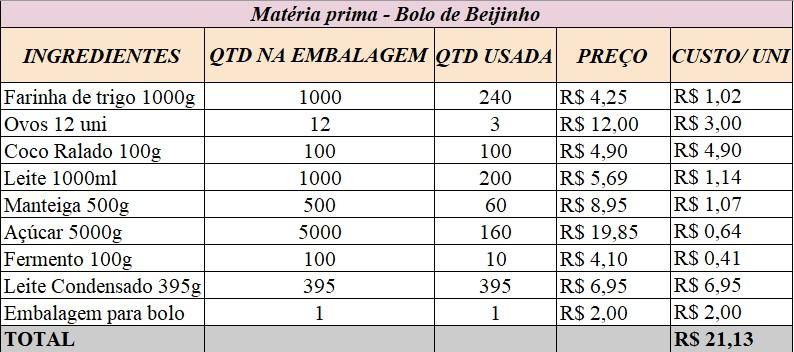 Matéria prima - Bolo de Beijinho
INGREDIENTES QTD NA EMBALAGEM QTD USADA PREÇO CUSTO/ UNI
Farinha de trigo 1000g 1000 240 R$ 4,25 R$ 1,02
Ovos 12 uni 12 3 R$ 12,00 R$ 3,00
Coco Ralado 100g 100 100 R$ 4,90 R$ 4,90
Leite 1000ml 1000 200 R$ 5,69 R$ 1,14
Manteiga 500g 500 60 R$ 8,95 R$ 1,07
Açúcar 5000g 5000 160 R$ 19,85 R$ 0,64
Fermento 100g 100 10 R$ 4,10 R$ 0,41
Leite Condensado 395g 395 395 R$ 6,95 R$ 6,95
Embalagem para bolo 1 1 R$ 2,00 R$ 2,00
TOTAL R$ 21,13